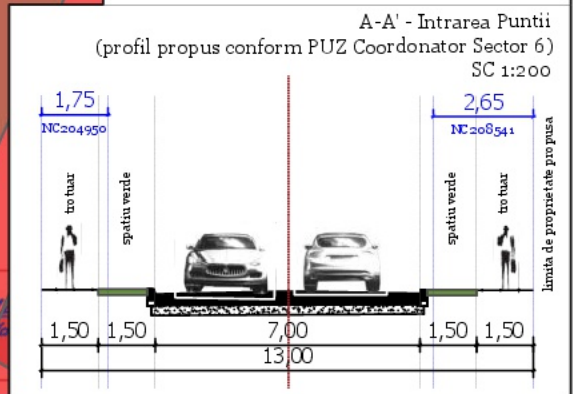 A-A' - Intrarea Puntii
(profil propus conform PUZ Coordonator Sector 6)
SC 1:200
1,75
2,65
NC204950
NC208541
trotuar
spatiu verde
spatiu verde
trotuar
limita de proprietate propusa
1,50
1,50
7,00
1,50
1,50
13,00